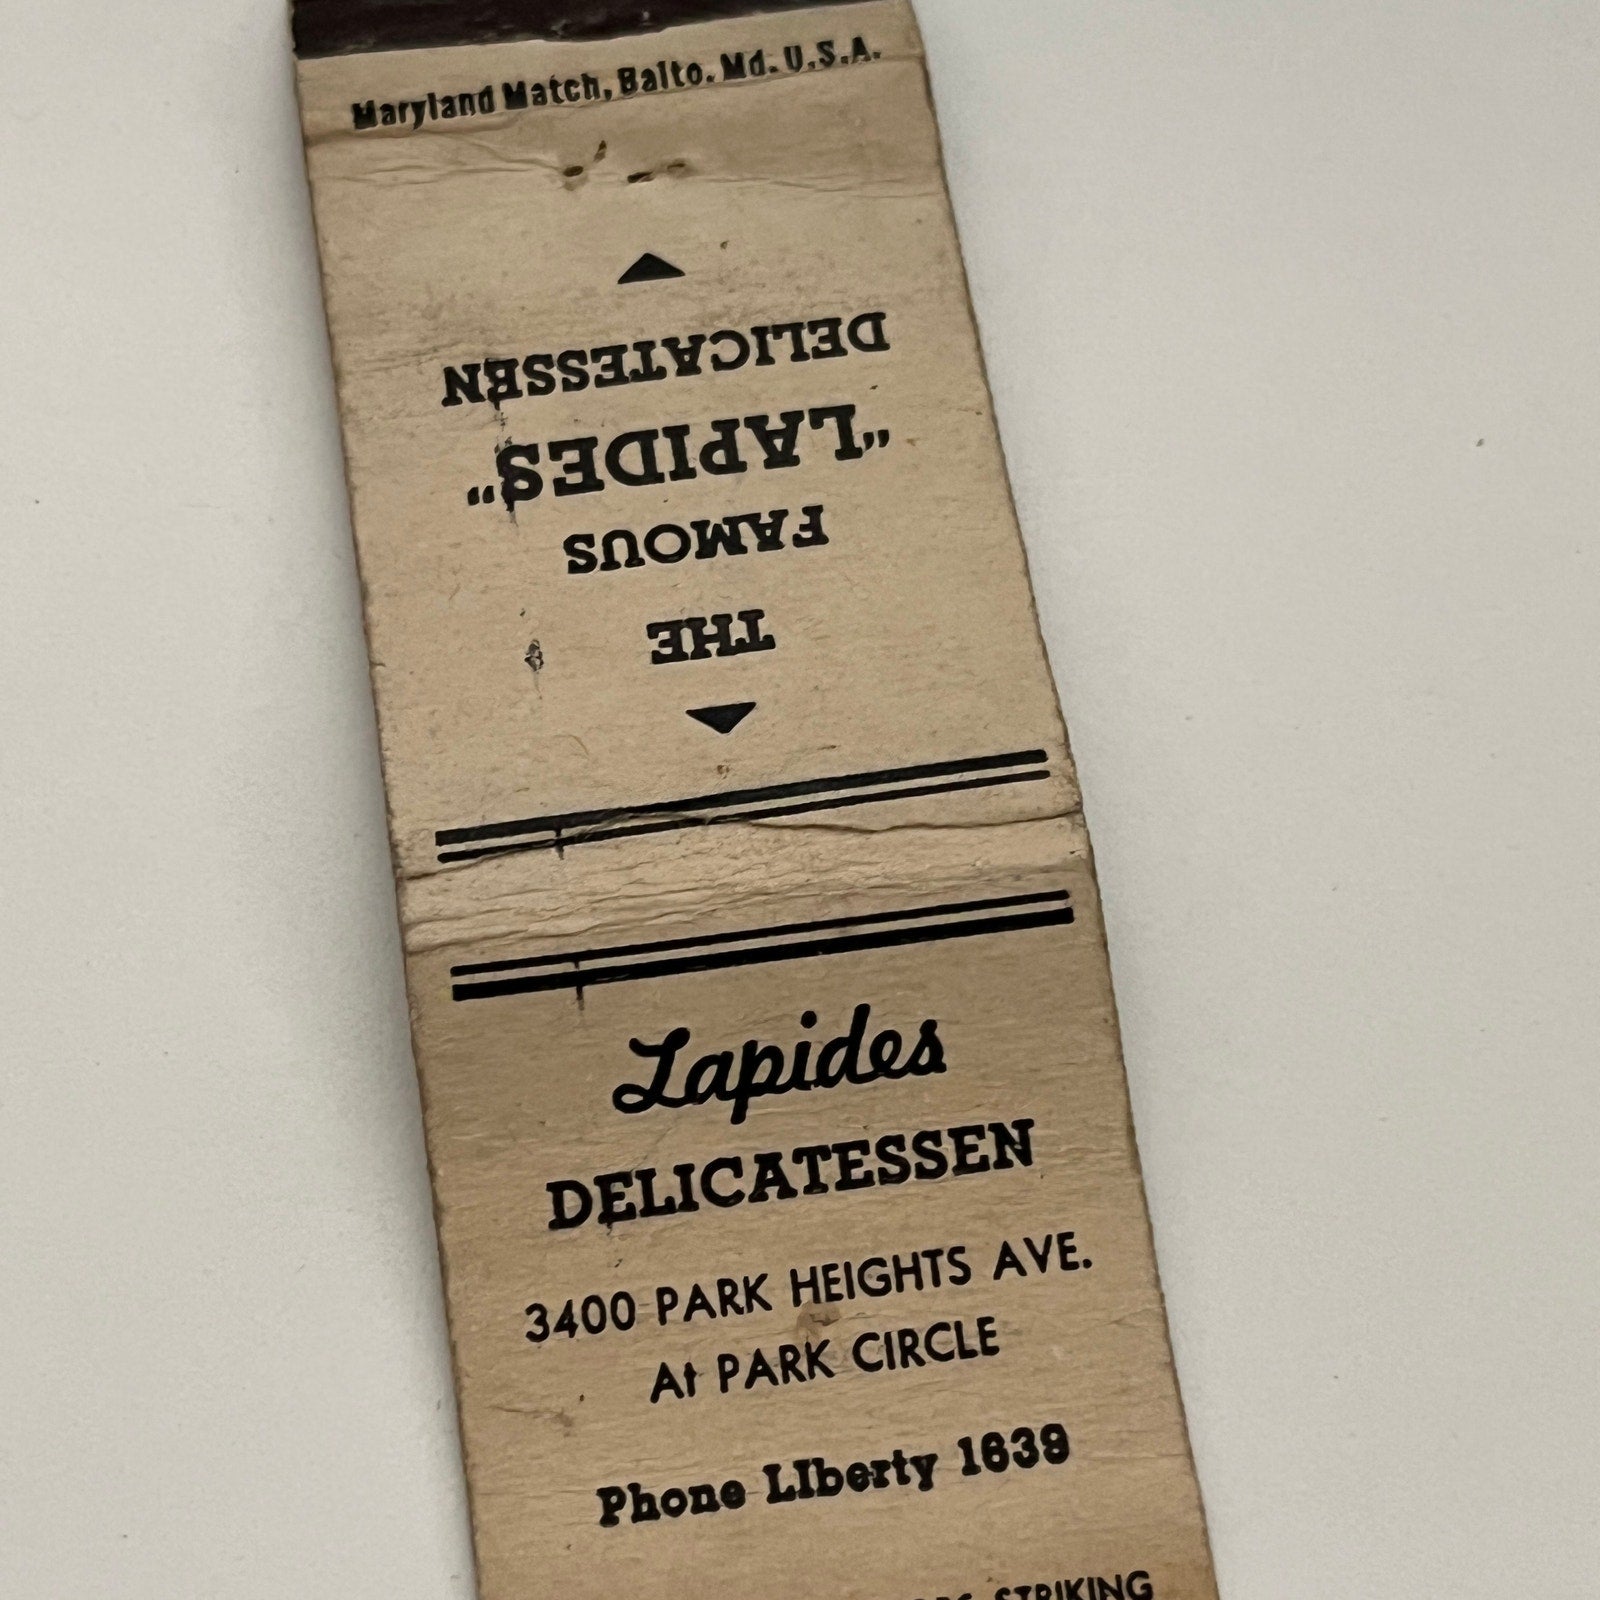 Maryland Match, Balto. Md. U.S.A.
THE
FAMOUS
"LAPIDES"
DELICATESSEN
Lapides
DELICATESSEN
3400 PARK HEIGHTS AVE.
At PARK CIRCLE
Phone LIberty 1639
STRIKING